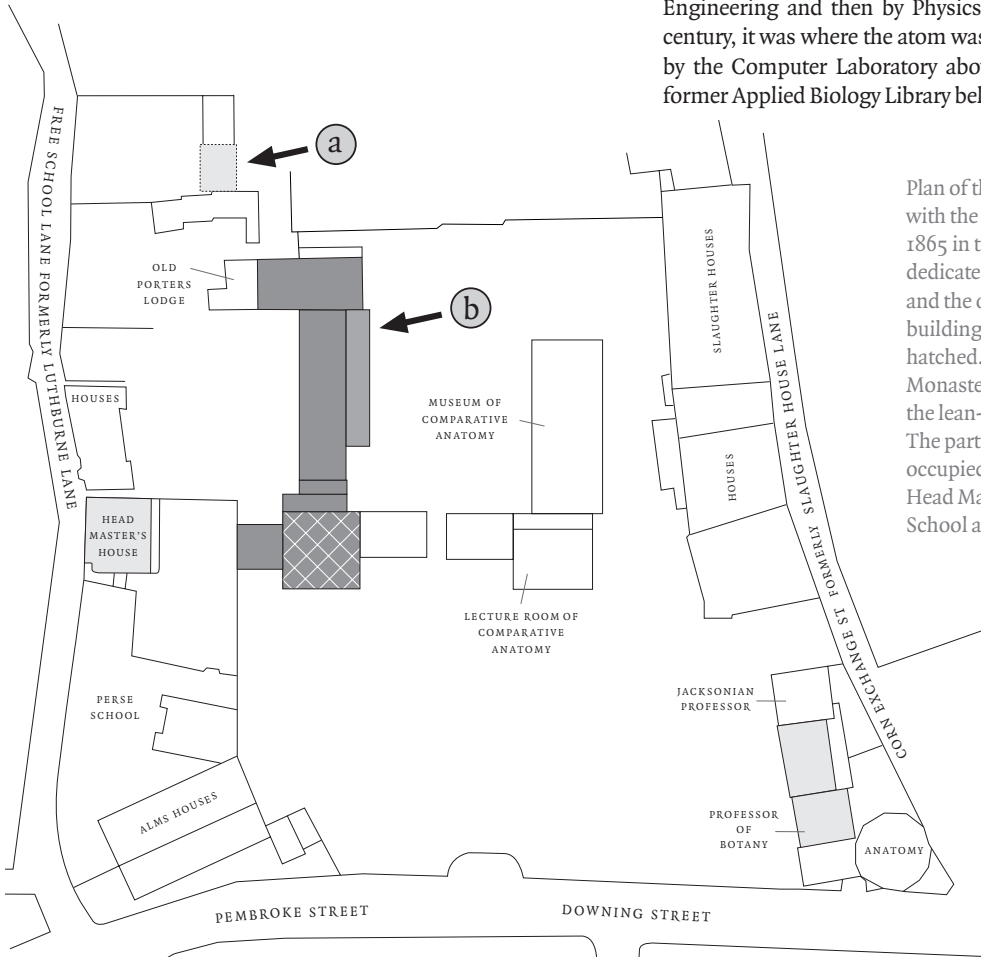 Engineering and then by Physics
century, it was where the atom was
by the Computer Laboratory abo
former Applied Biology Library bel
Plan of th
with the
1865 in t
dedicate
and the o
building
hatched.
Monaste
the lean-
The part
occupied
Head Ma
School a
a
b
FREE SCHOOL LANE FORMERLY LUTHBURNE LANE
OLD
PORTERS
LODGE
HOUSES
HEAD
MASTER'S
HOUSE
MUSEUM OF
COMPARATIVE
ANATOMY
LECTURE ROOM OF
COMPARATIVE
ANATOMY
SLAUGHTER HOUSES
HOUSES
CORN EXCHANGE ST FORMERLY SLAUGHTER HOUSE LANE
PERSE
SCHOOL
ALMS HOUSES
JACKSONIAN
PROFESSOR
PROFESSOR
OF
BOTANY
ANATOMY
PEMBROKE STREET
DOWNING STREET